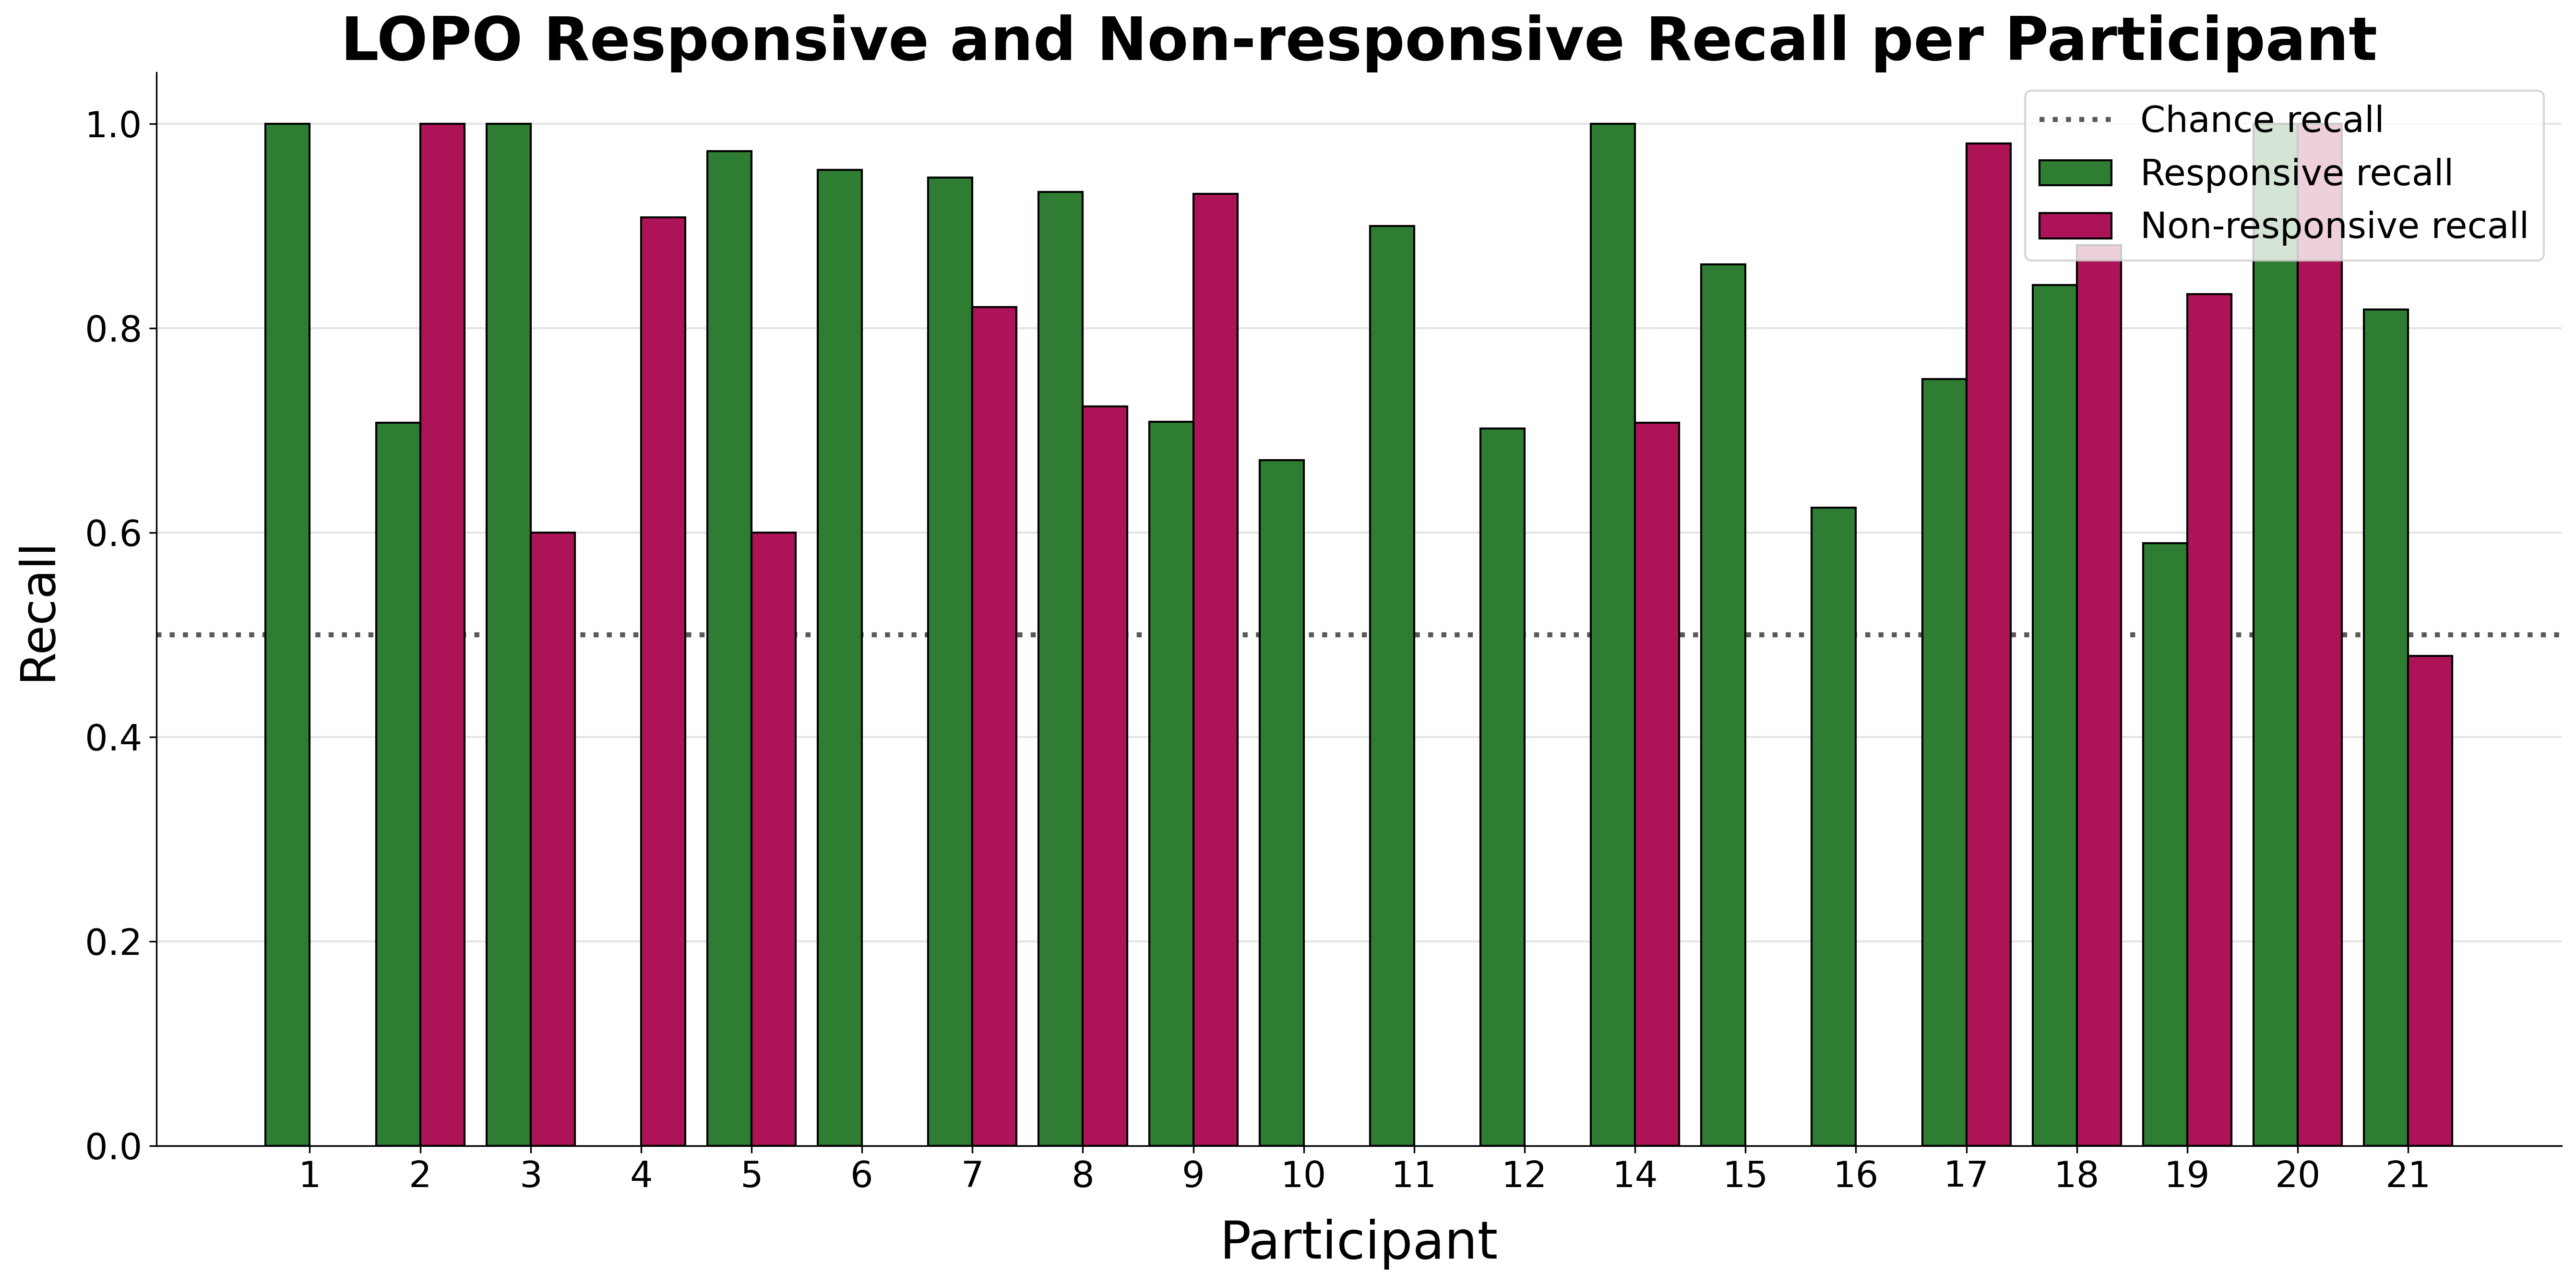 LOPO Responsive and Non-responsive Recall per Participant
Chance recall
Responsive recall
Non-responsive recall
Recall
1.0
0.8
0.6
0.4
0.2
0.0
1 2 3 4 5 6 7 8 9 10 11 12 14 15 16 17 18 19 20 21
Participant